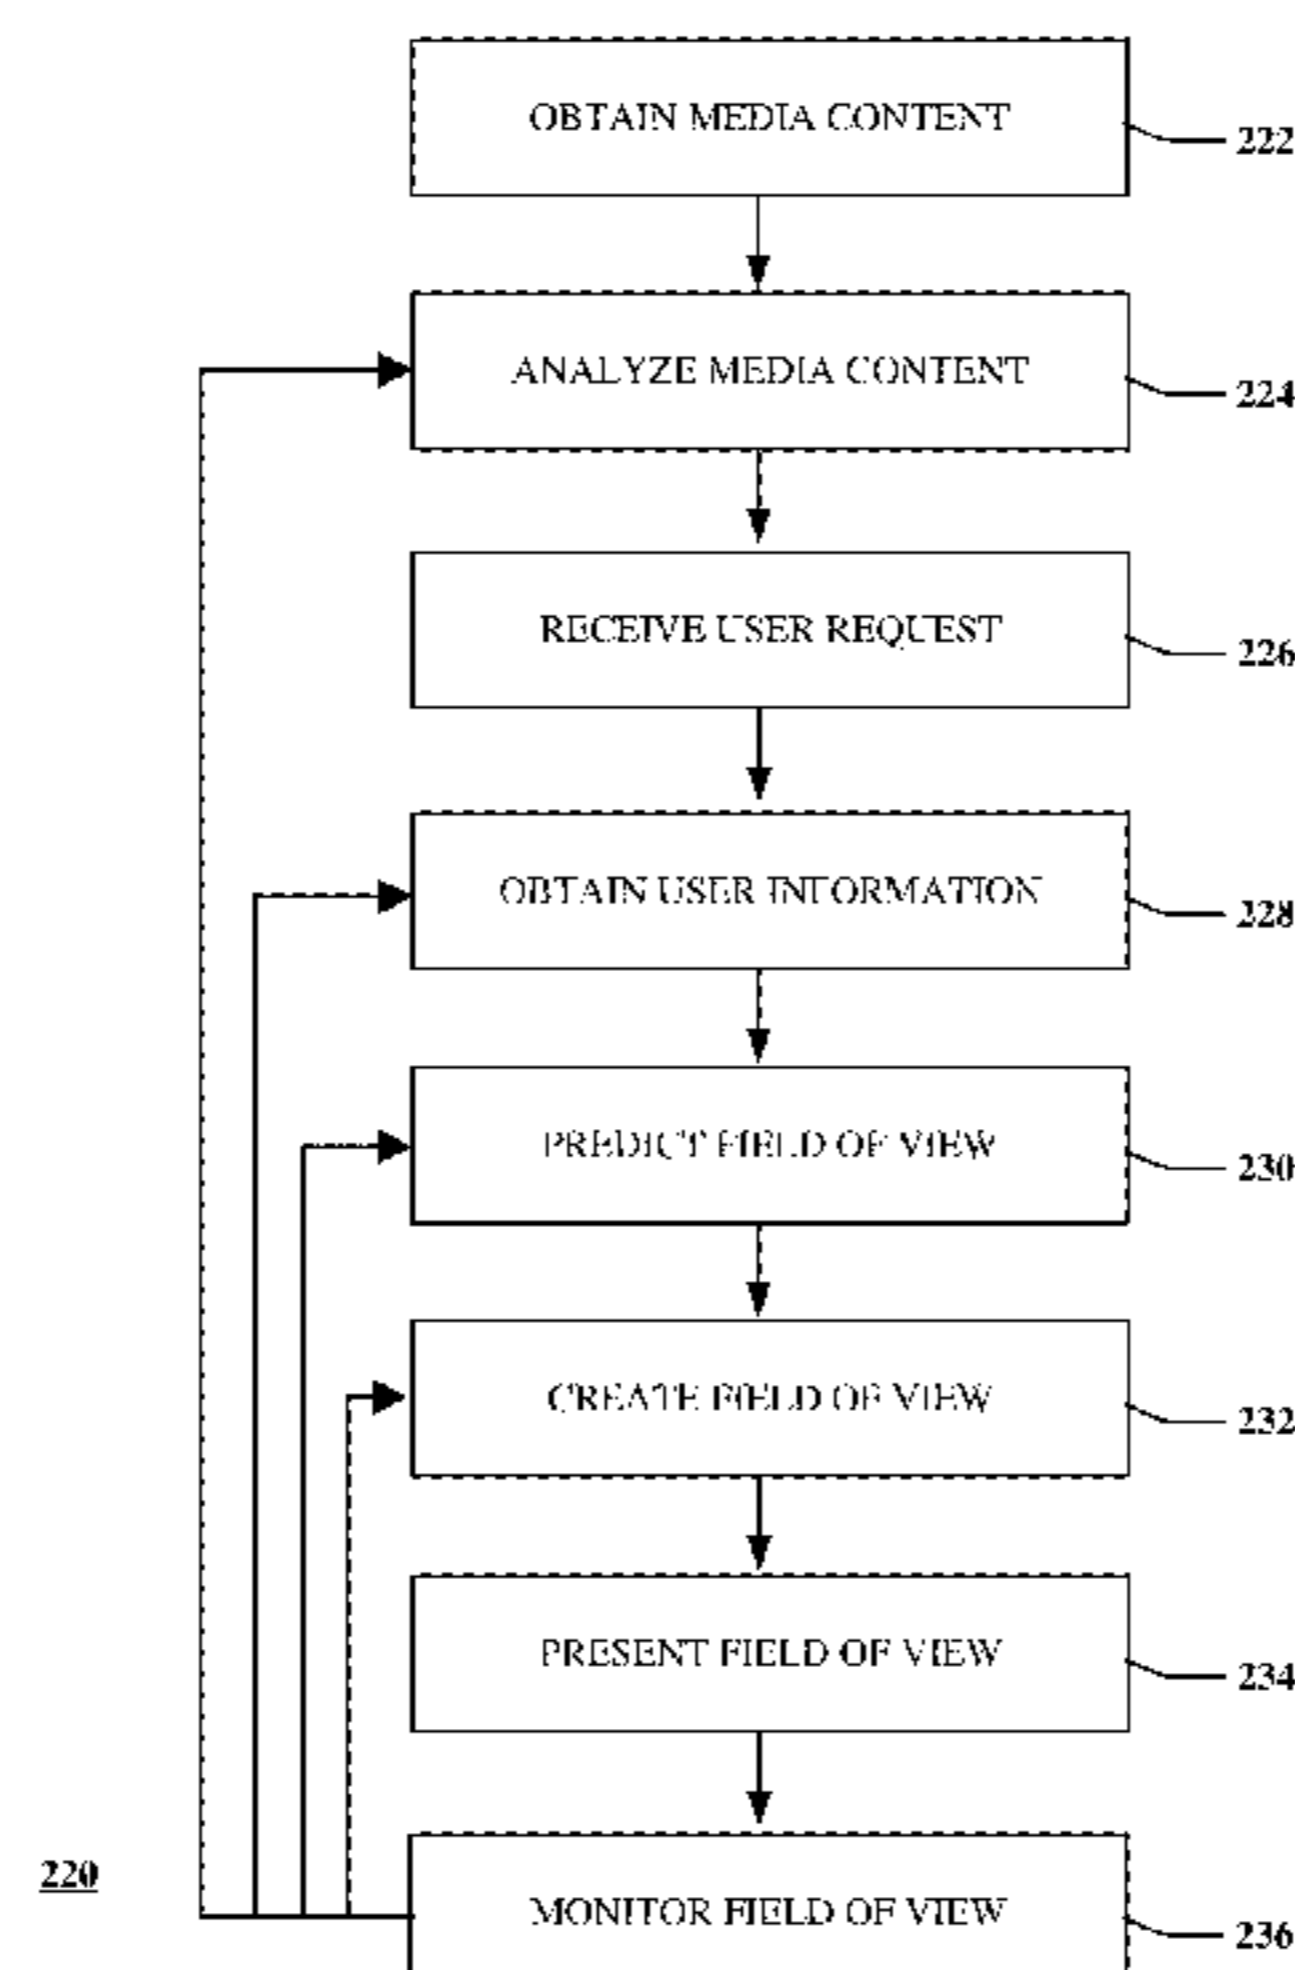 OBTAIN MEDIA CONTENT
222
ANALYZE MEDIA CONTENT
224
RECEIVE USER REQUEST
226
OBTAIN USER INFORMATION
228
PREDICT FIELD OF VIEW
230
CREATE FIELD OF VIEW
232
PRESENT FIELD OF VIEW
234
220
MONITOR FIELD OF VIEW
236